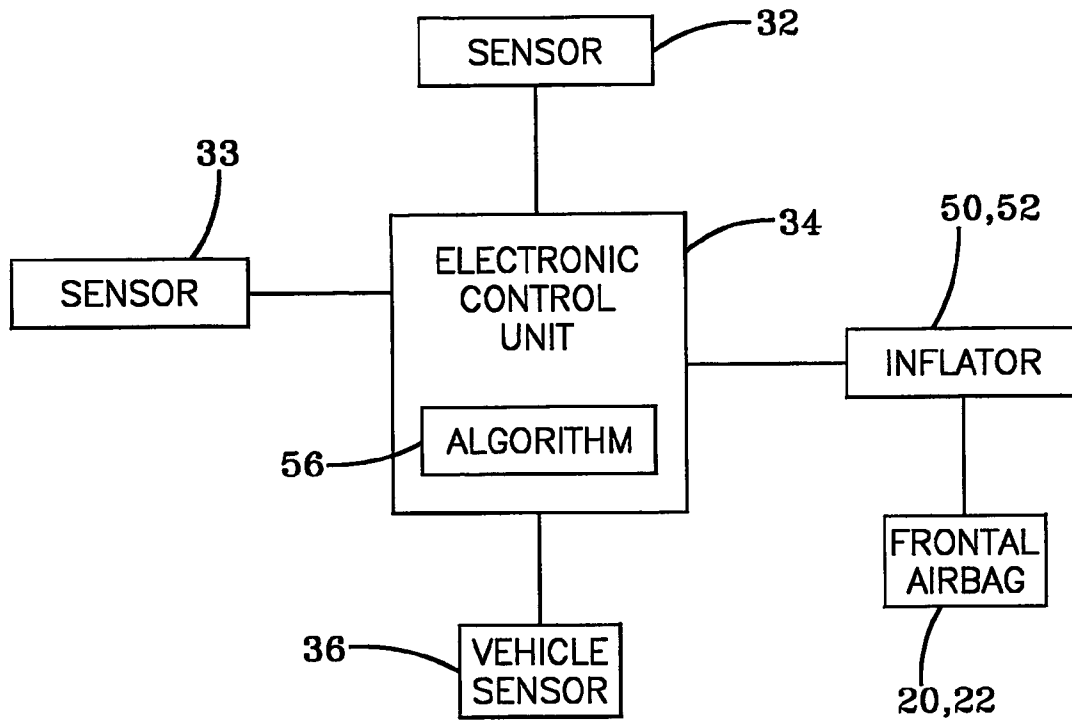 32
SENSOR
33
SENSOR
34
ELECTRONIC
CONTROL
UNIT
50,52
INFLATOR
56
ALGORITHM
FRONTAL
AIRBAG
20,22
36
VEHICLE
SENSOR